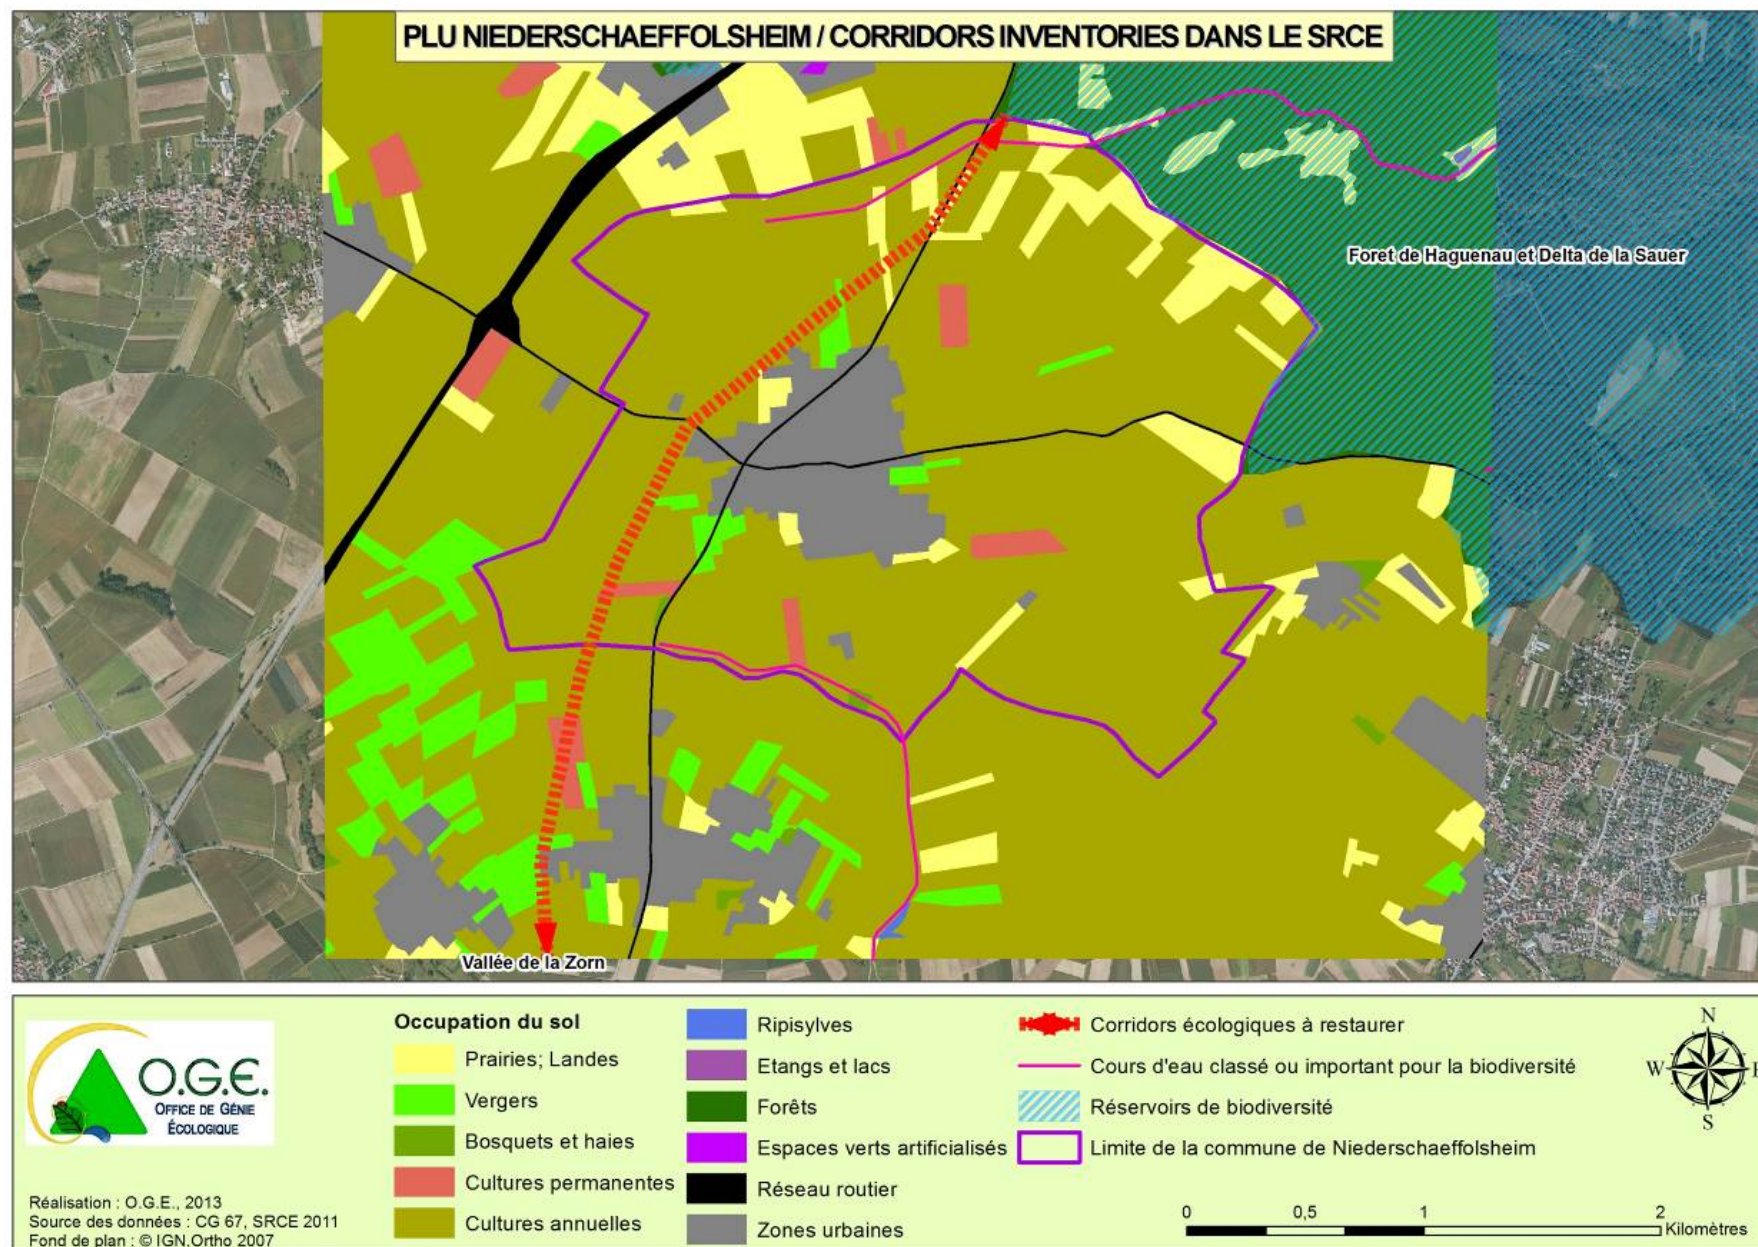 PLU NIEDERSCHAEFFOLSHEIM / CORRIDORS INVENTORIES DANS LE SRCE
Foret de Haguenau et Delta de la Sauer
Vallée de la Zorn
O.G.E.
OFFICE DE GÉNIE
ÉCOLOGIQUE
Réalisation : O.G.E., 2013
Source des données : CG 67, SRCE 2011
Fond de plan : © IGN,Ortho 2007
Occupation du sol
Prairies; Landes
Vergers
Bosquets et haies
Cultures permanentes
Cultures annuelles
Ripisylves
Etangs et lacs
Forêts
Espaces verts artificialisés
Réseau routier
Zones urbaines
Corridors écologiques à restaurer
Cours d'eau classé ou important pour la biodiversité
Réservoirs de biodiversité
Limite de la commune de Niederschaeffolsheim
N
W E
S
0 0,5 1 2
Kilomètres